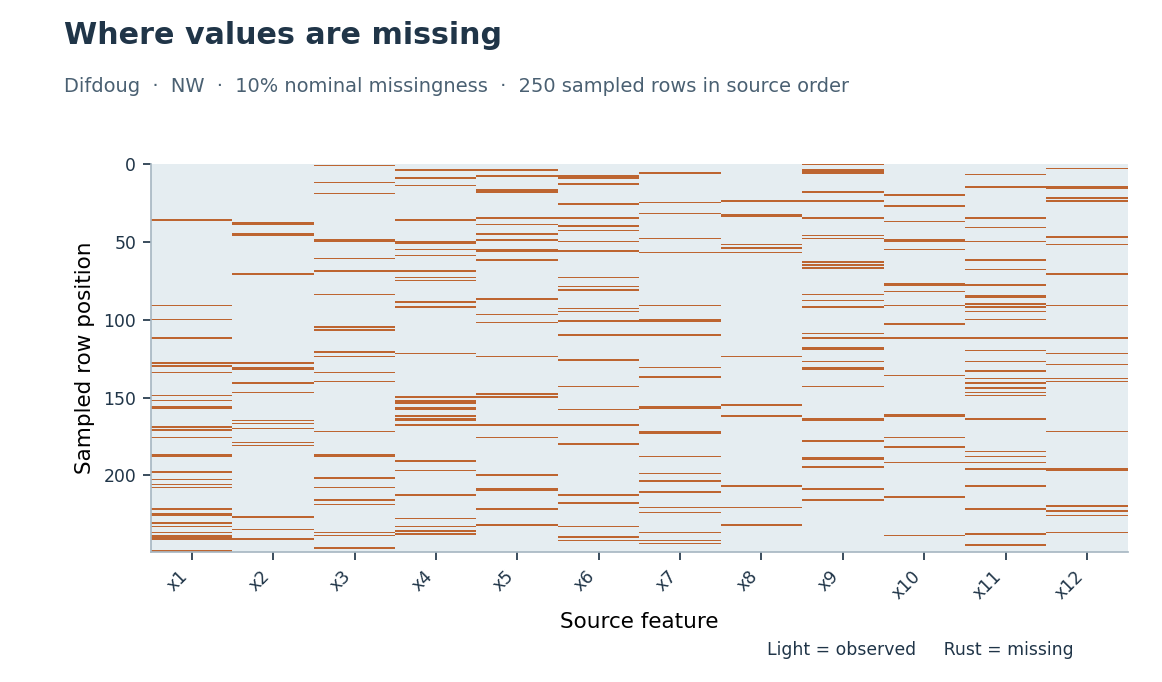 Where values are missing
Difdoug · NW · 10% nominal missingness · 250 sampled rows in source order
0
50
100
150
200
Sampled row position
x1
x2
x3
x4
x5
x6
x7
x8
x9
x10
x11
x12
Source feature
Light = observed Rust = missing